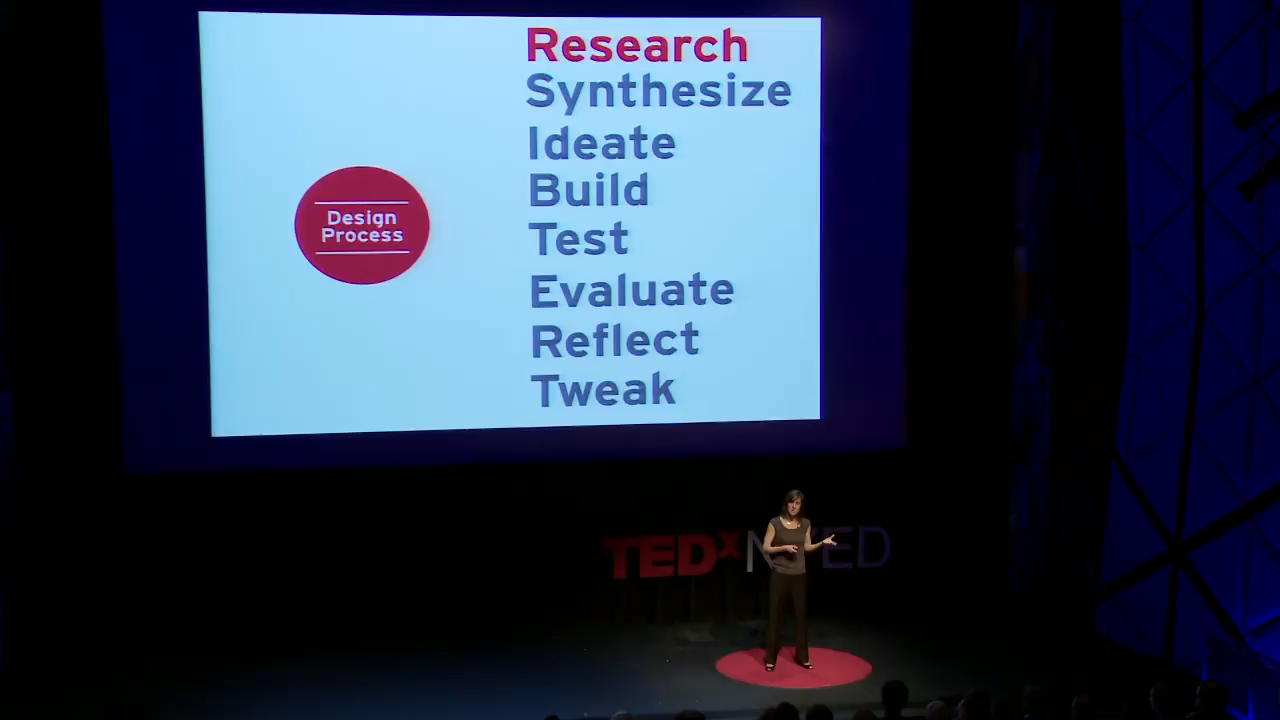 Research
Synthesize
Ideate
Build
Test
Evaluate
Reflect
Tweak
Design
Process
TEDx